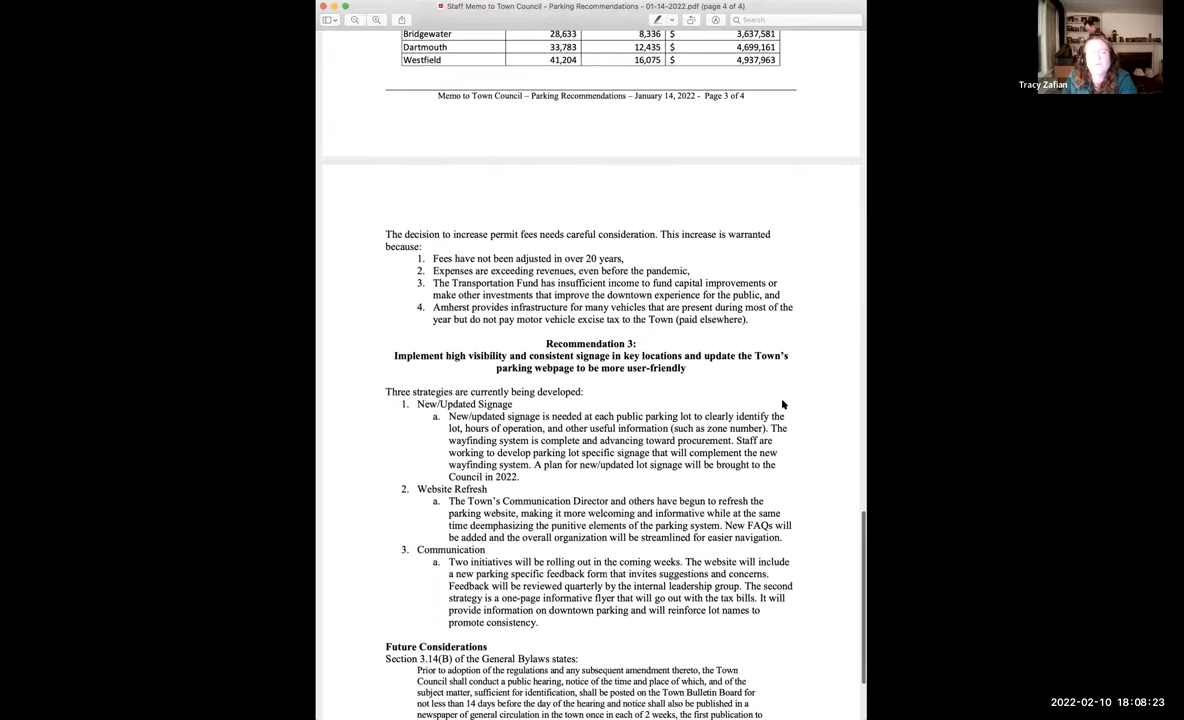 Staff Memo to Town Council - Parking Recommendations - 01-14-2022.pdf (page 4 of 4)
Search
Bridgewater 28,633 8,336 $ 3,637,581
Dartmouth 33,783 12,435 $ 4,699,161
Westfield 41,204 16,075 $ 4,937,963
Tracy Zafian
Memo to Town Council – Parking Recommendations – January 14, 2022 - Page 3 of 4
The decision to increase permit fees needs careful consideration. This increase is warranted
because:
1. Fees have not been adjusted in over 20 years,
2. Expenses are exceeding revenues, even before the pandemic,
3. The Transportation Fund has insufficient income to fund capital improvements or
make other investments that improve the downtown experience for the public, and
4. Amherst provides infrastructure for many vehicles that are present during most of the
year but do not pay motor vehicle excise tax to the Town (paid elsewhere).
Recommendation 3:
Implement high visibility and consistent signage in key locations and update the Town's
parking webpage to be more user-friendly
Three strategies are currently being developed:
1. New/Updated Signage
a. New/updated signage is needed at each public parking lot to clearly identify the
lot, hours of operation, and other useful information (such as zone number). The
wayfinding system is complete and advancing toward procurement. Staff are
working to develop parking lot specific signage that will complement the new
wayfinding system. A plan for new/updated lot signage will be brought to the
Council in 2022.
2. Website Refresh
a. The Town's Communication Director and others have begun to refresh the
parking website, making it more welcoming and informative while at the same
time deemphasizing the punitive elements of the parking system. New FAQs will
be added and the overall organization will be streamlined for easier navigation.
3. Communication
a. Two initiatives will be rolling out in the coming weeks. The website will include
a new parking specific feedback form that invites suggestions and concerns.
Feedback will be reviewed quarterly by the internal leadership group. The second
strategy is a one-page informative flyer that will go out with the tax bills. It will
provide information on downtown parking and will reinforce lot names to
promote consistency.
Future Considerations
Section 3.14(B) of the General Bylaws states:
Prior to adoption of the regulations and any subsequent amendment thereto, the Town
Council shall conduct a public hearing, notice of the time and place of which, and of the
subject matter, sufficient for identification, shall be posted on the Town Bulletin Board for
not less than 14 days before the day of the hearing and notice shall also be published in a
newspaper of general circulation in the town once in each of 2 weeks, the first publication to
2022-02-10 18:08:23